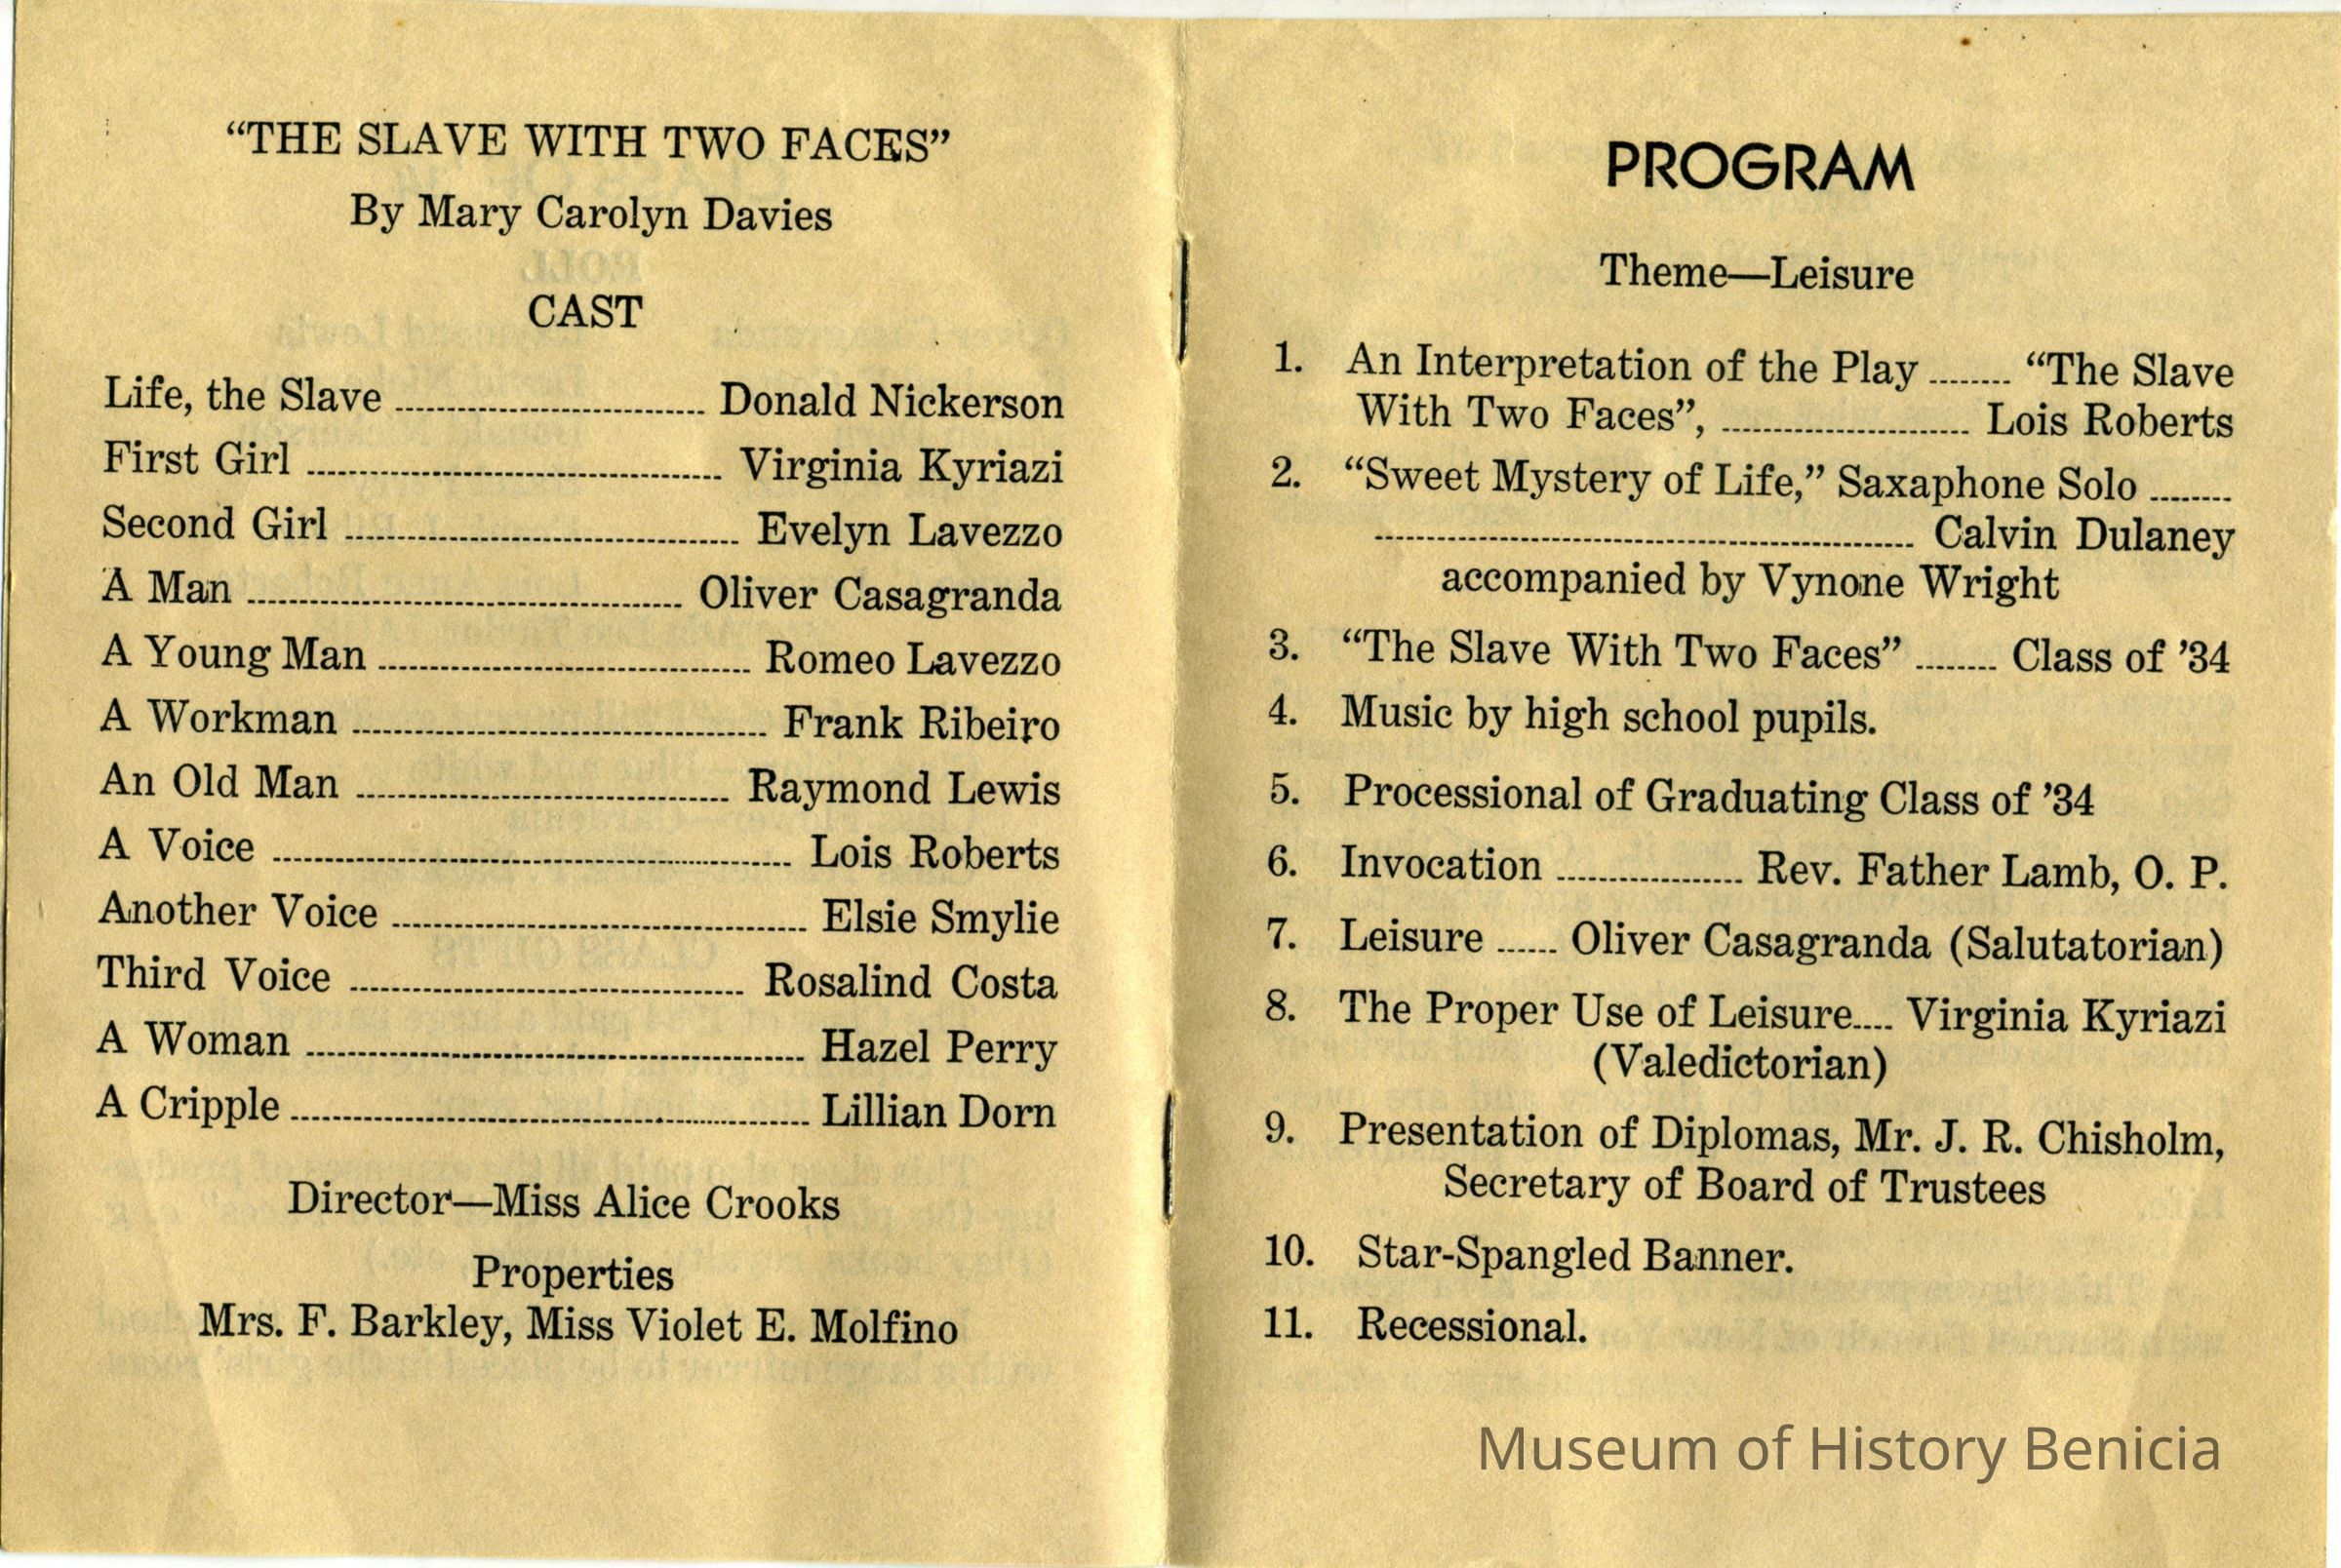 “THE SLAVE WITH TWO FACES”
By Mary Carolyn Davies
CAST
Life, the Slave ........ Donald Nickerson
First Girl ........ Virginia Kyriazi
Second Girl ........ Evelyn Lavezzo
A Man ........ Oliver Casagranda
A Young Man ........ Romeo Lavezzo
A Workman ........ Frank Ribeiro
An Old Man ........ Raymond Lewis
A Voice ........ Lois Roberts
Another Voice ........ Elsie Smylie
Third Voice ........ Rosalind Costa
A Woman ........ Hazel Perry
A Cripple ........ Lillian Dorn
Director—Miss Alice Crooks
Properties
Mrs. F. Barkley, Miss Violet E. Molfino
PROGRAM
Theme—Leisure
1. An Interpretation of the Play ........ “The Slave
With Two Faces”, ........ Lois Roberts
2. “Sweet Mystery of Life,” Saxaphone Solo ........
........ Calvin Dulaney
accompanied by Vynone Wright
3. “The Slave With Two Faces” ........ Class of ’34
4. Music by high school pupils.
5. Processional of Graduating Class of ’34
6. Invocation ........ Rev. Father Lamb, O. P.
7. Leisure ...... Oliver Casagranda (Salutatorian)
8. The Proper Use of Leisure.... Virginia Kyriazi
(Valedictorian)
9. Presentation of Diplomas, Mr. J. R. Chisholm,
Secretary of Board of Trustees
10. Star-Spangled Banner.
11. Recessional.
Museum of History Benicia